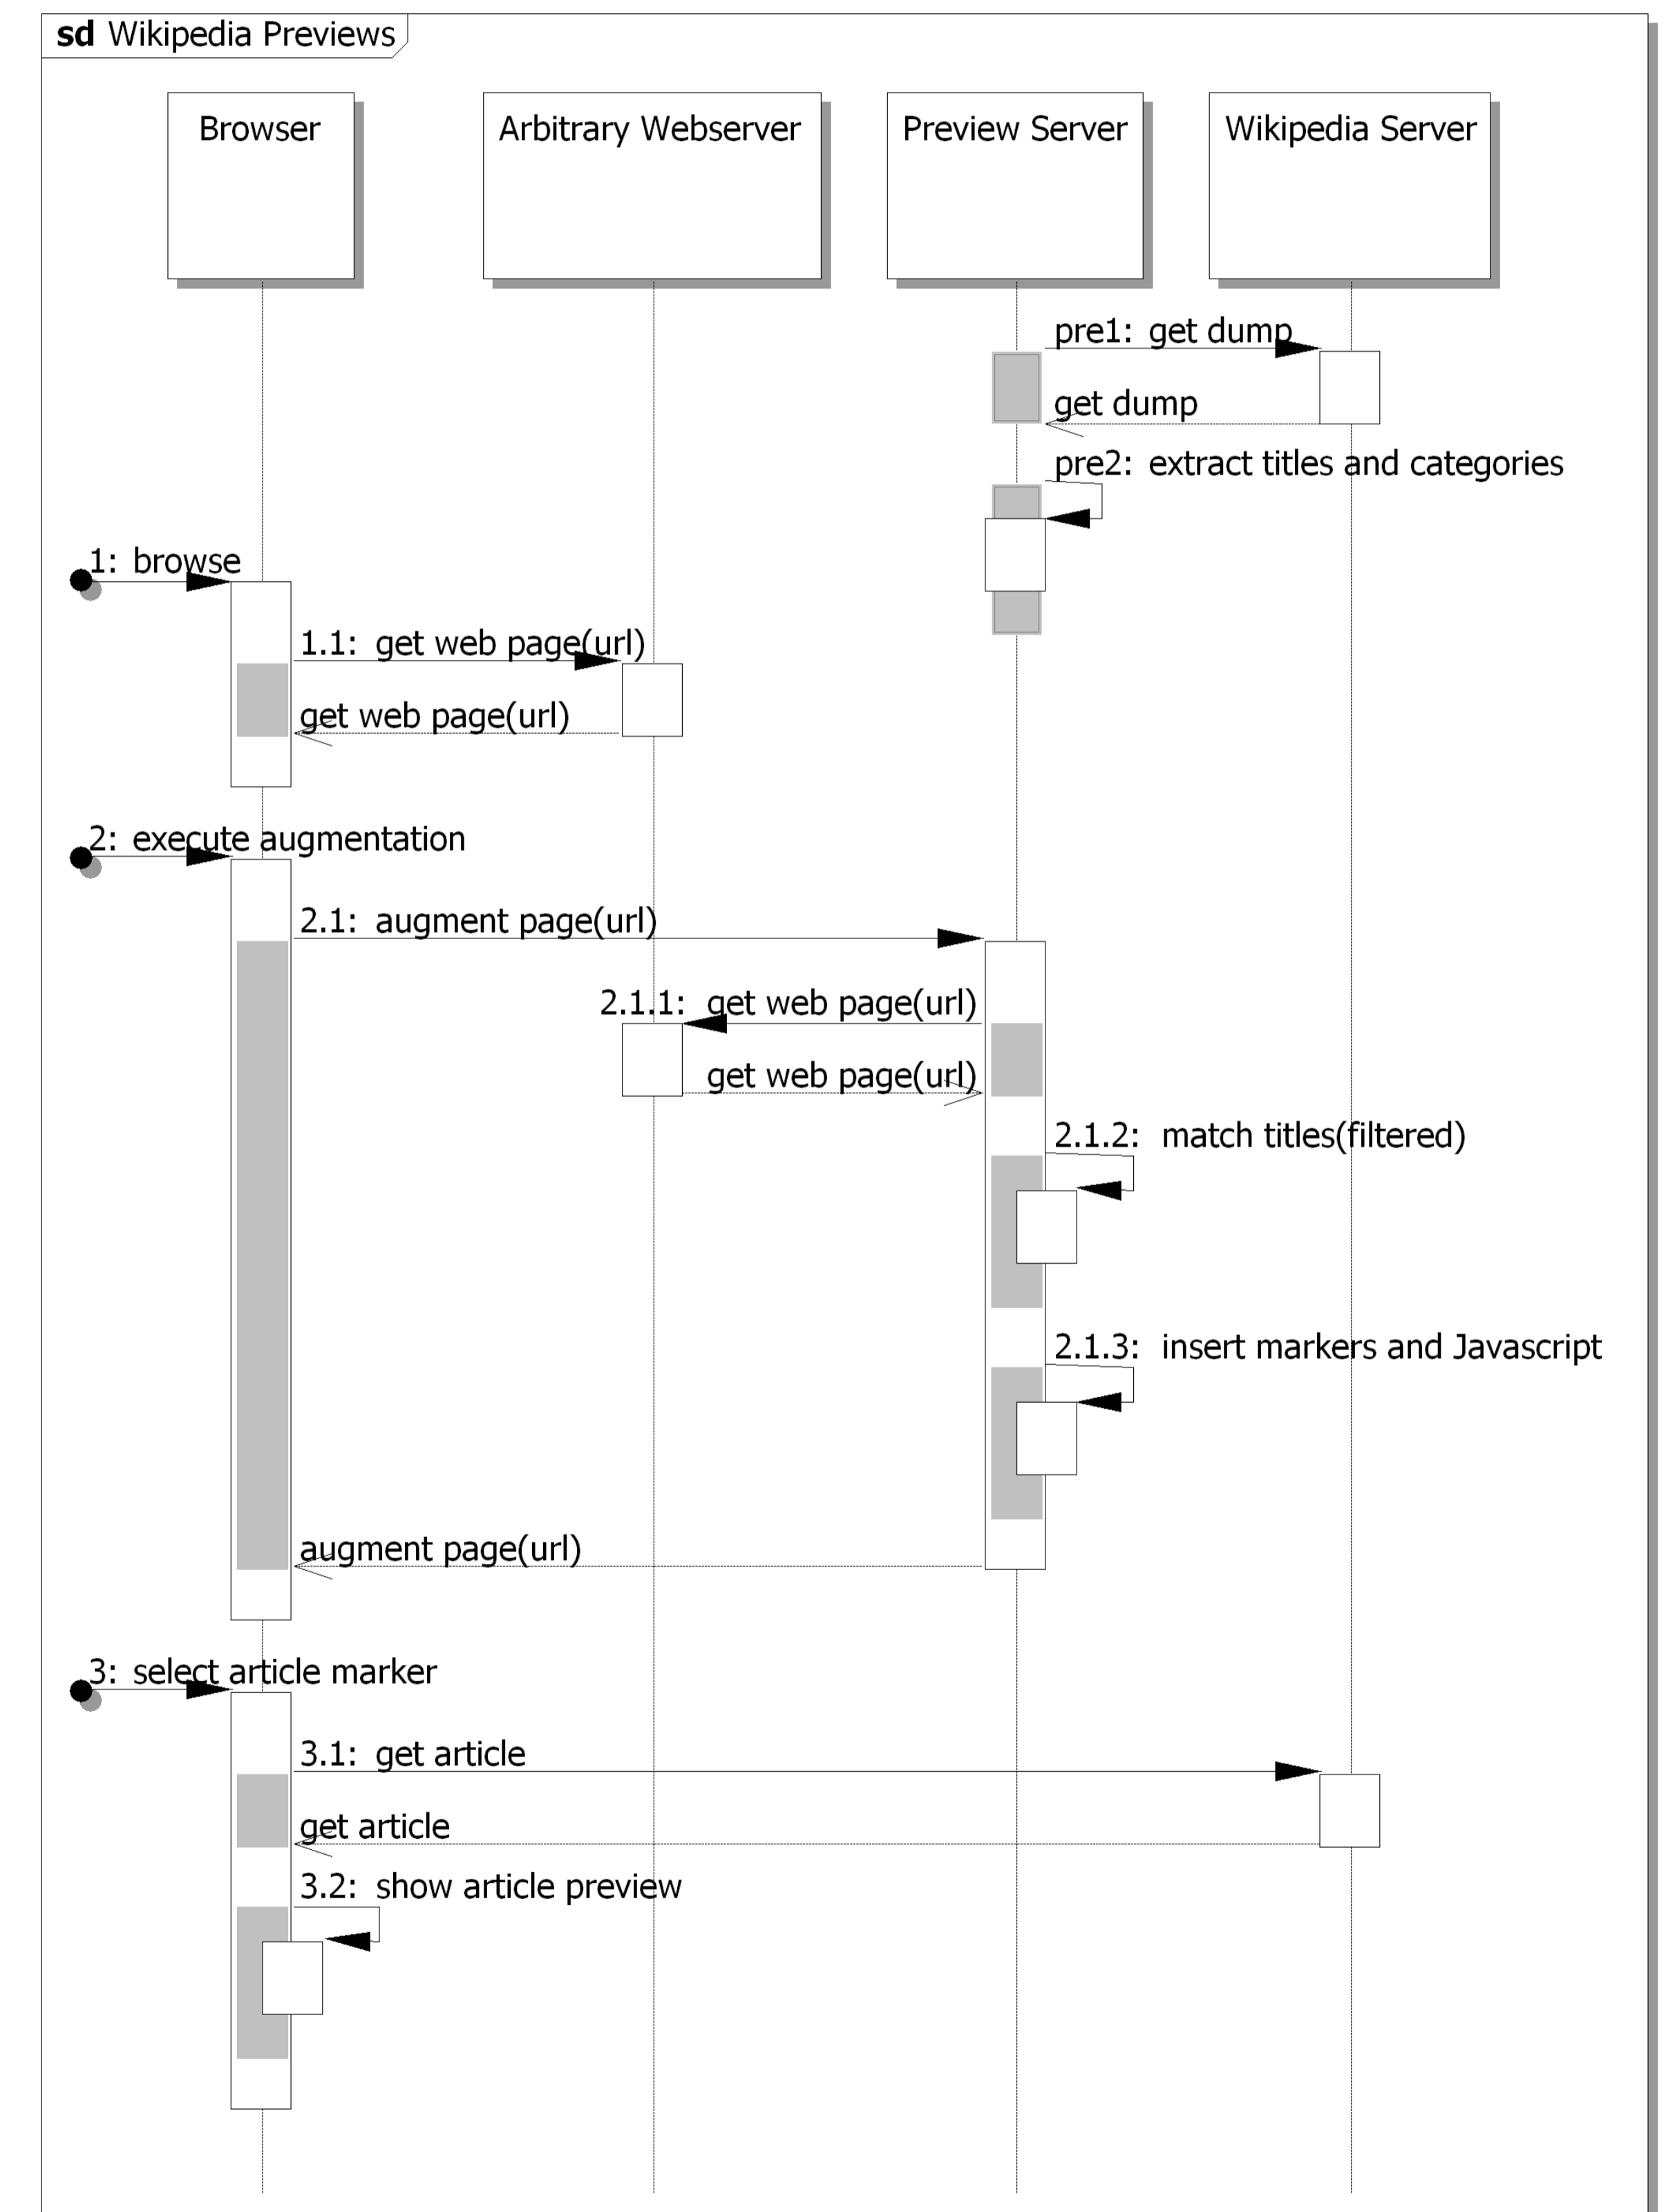 sd Wikipedia Previews
Browser
Arbitrary Webserver
Preview Server
Wikipedia Server
pre1: get dump
get dump
pre2: extract titles and categories
1: browse
1.1: get web page(url)
get web page(url)
2: execute augmentation
2.1: augment page(url)
2.1.1: get web page(url)
get web page(url)
2.1.2: match titles(filtered)
2.1.3: insert markers and Javascript
augment page(url)
3: select article marker
3.1: get article
get article
3.2: show article preview